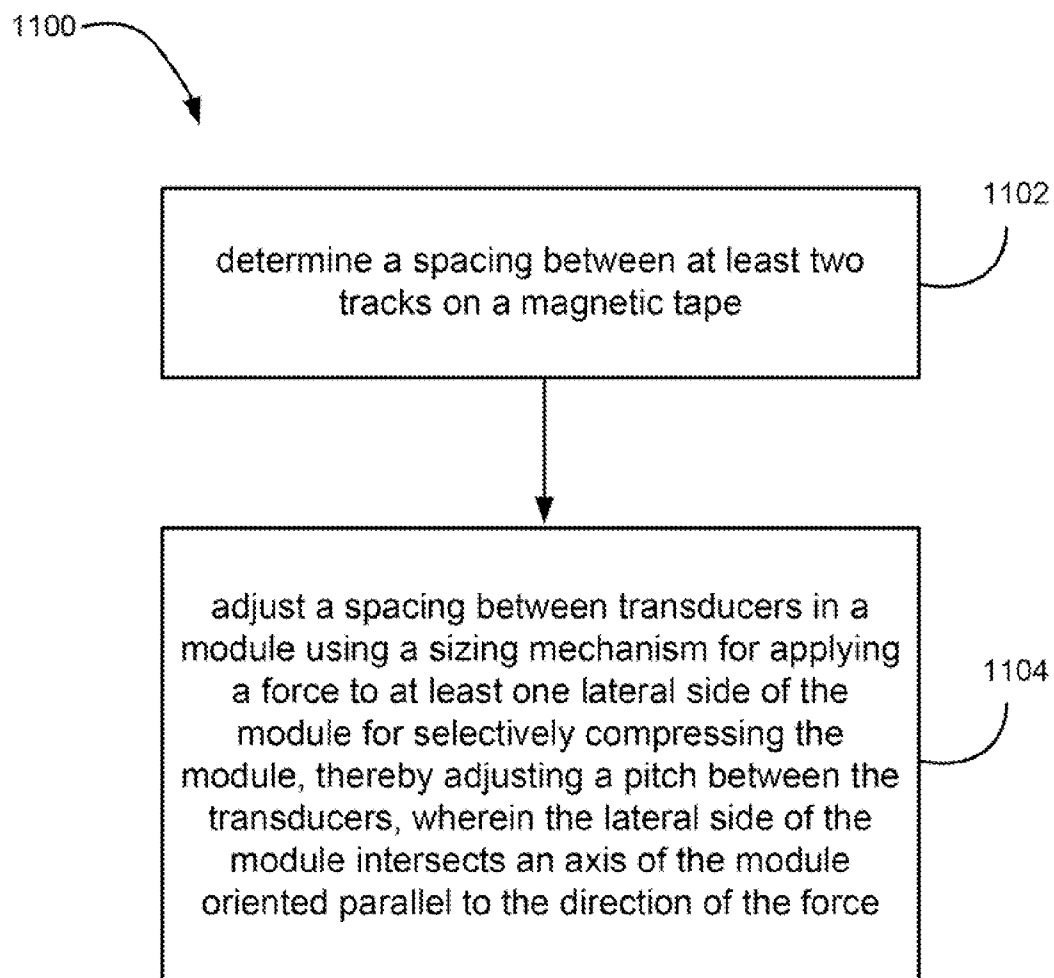 1100
1102
determine a spacing between at least two
tracks on a magnetic tape
adjust a spacing between transducers in a
module using a sizing mechanism for applying
a force to at least one lateral side of the
module for selectively compressing the
module, thereby adjusting a pitch between the
transducers, wherein the lateral side of the
module intersects an axis of the module
oriented parallel to the direction of the force
1104